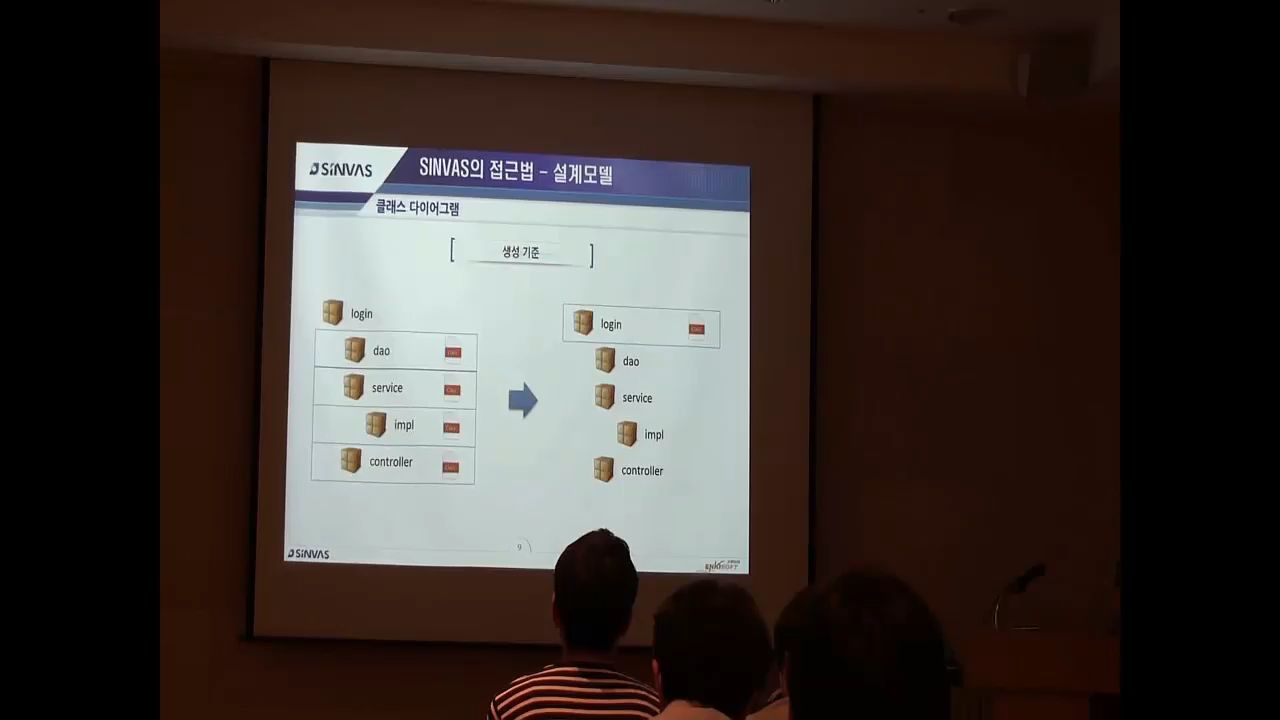 SINVAS
SINVAS의 접근법 – 설계모델
클래스 다이어그램
[ 생성 기준 ]
login
dao
service
impl
controller
login
dao
service
impl
controller
SINVAS
9
SOFT